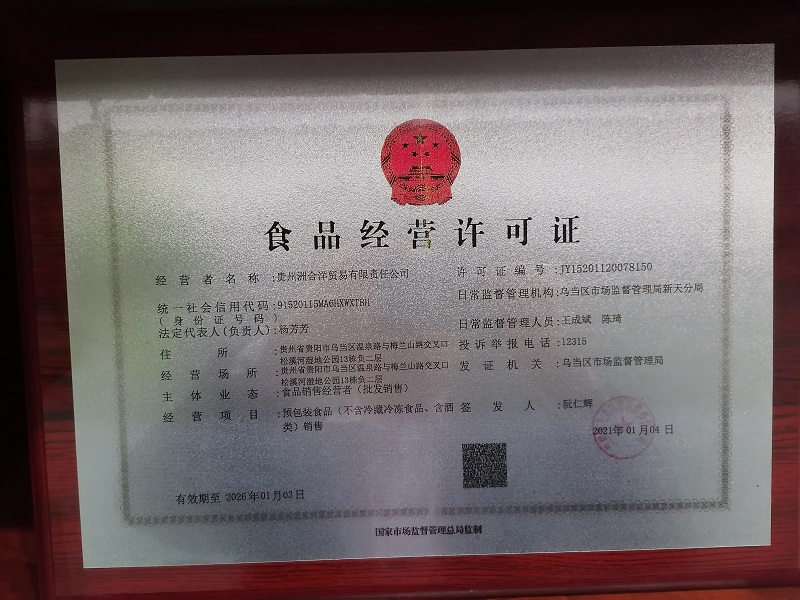 食品经营许可证
经营者名称:贵州洲合洋贸易有限责任公司
许可证编号:JY15201120078150
统一社会信用代码:91520115MA6HXWXT8H
(身份证号码)
日常监督管理机构:乌当区市场监督管理局新天分局
法定代表人(负责人):杨芳芳
日常监督管理人员:王成斌 陈琦
住所:贵州省贵阳市乌当区温泉路与梅兰山路交叉口
松溪河湿地公园13栋负二层
投诉举报电话:12315
经营场所:贵州省贵阳市乌当区温泉路与梅兰山路交叉口
松溪河湿地公园13栋负二层
发证机关:乌当区市场监督管理局
主体业态:食品销售经营者(批发销售)
经营项目:预包装食品(不含冷藏冷冻食品、含酒
类)销售
签发人:阮仁辉
2021年01月04日
有效期至2026年01月03日
国家市场监督管理总局监制